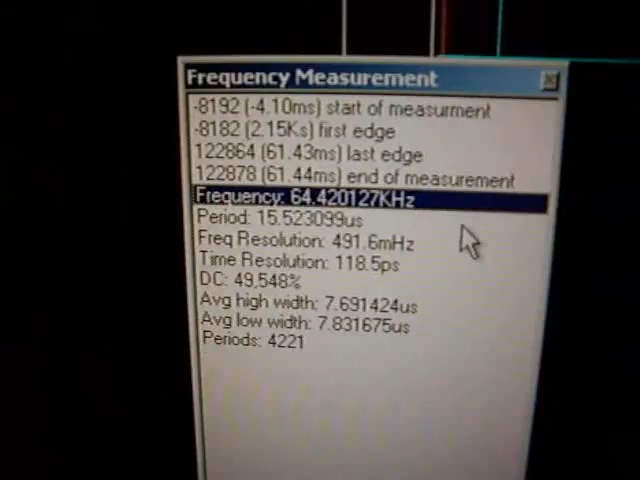 Frequency Measurement
-8192 (-4.10ms) start of measurment
-8182 (2.15Ks) first edge
122864 (61.43ms) last edge
122878 (61.44ms) end of measurement
Frequency: 64.420127KHz
Period: 15.523099us
Freq Resolution: 491.6mHz
Time Resolution: 118.5ps
DC: 49,548%
Avg high width: 7.691424us
Avg low width: 7.831675us
Periods: 4221